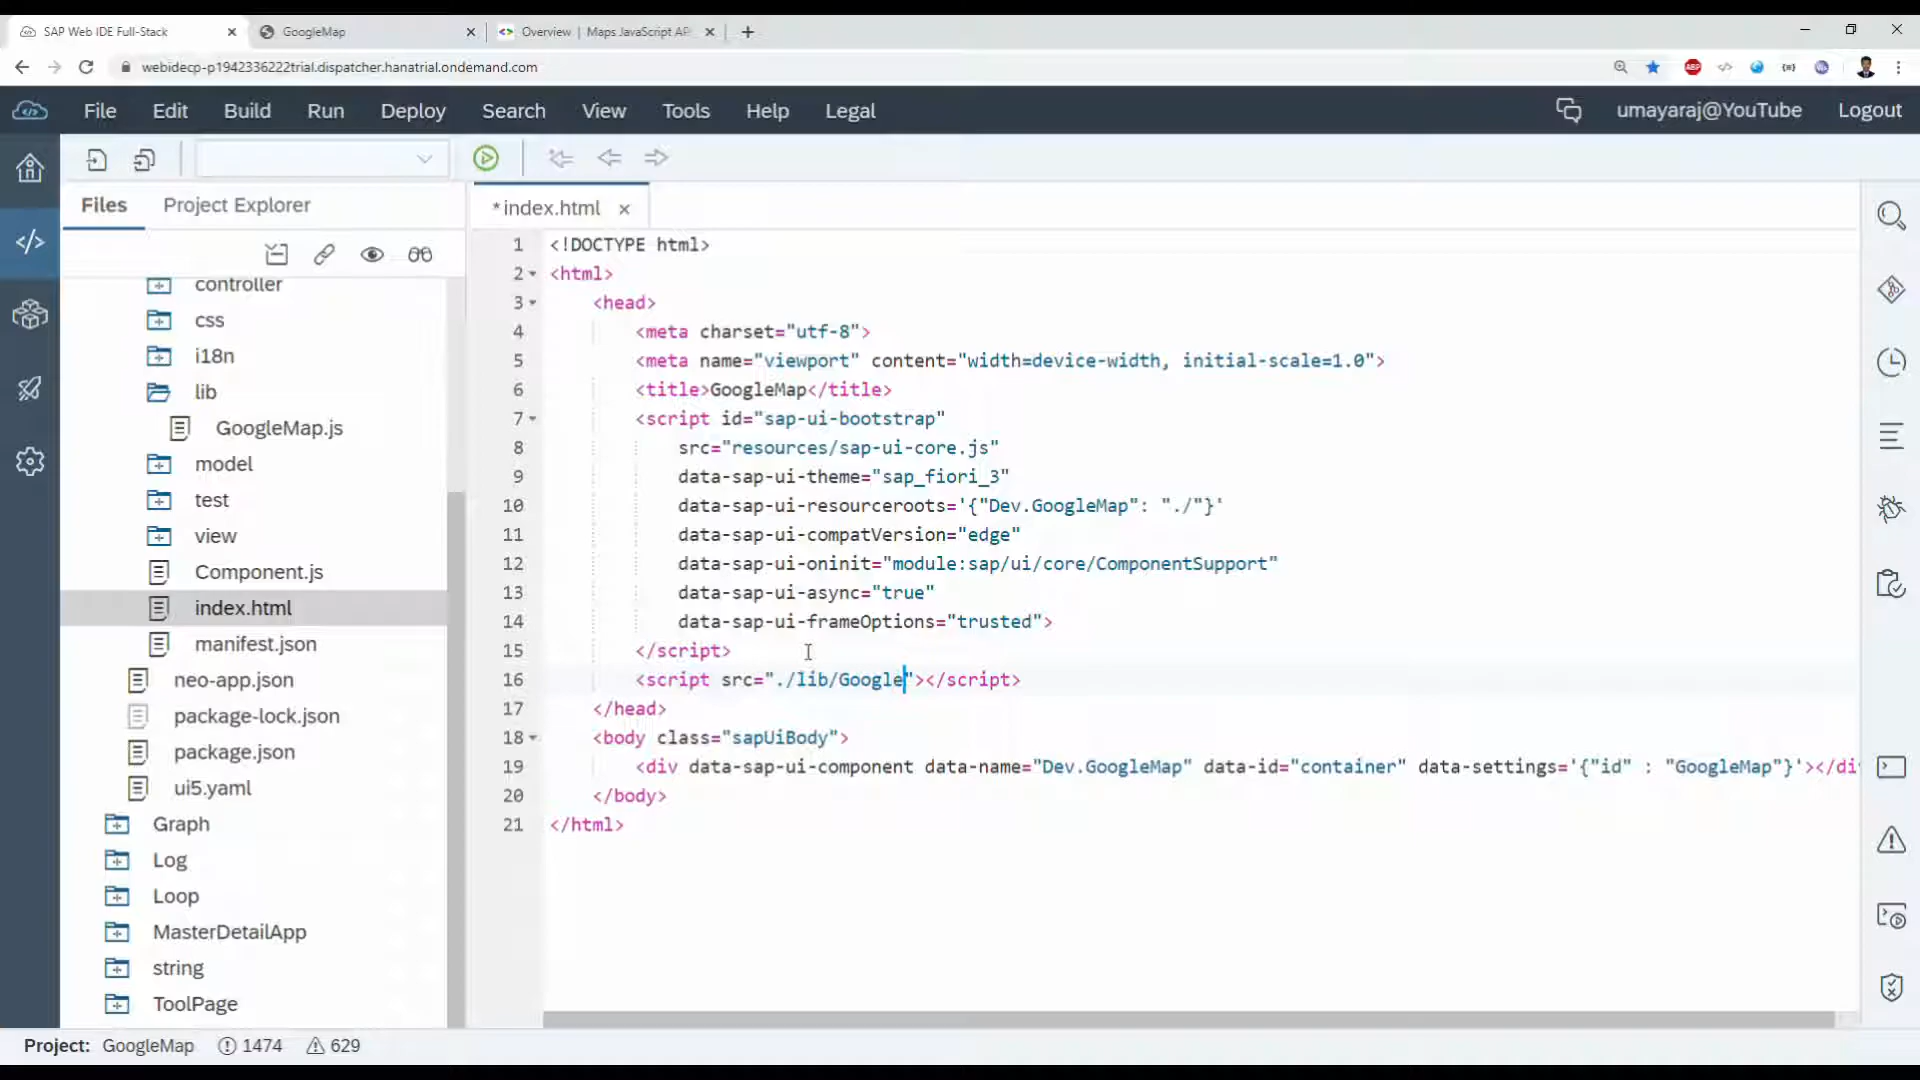 SAP Web IDE Full-Stack
GoogleMap
Overview | Maps JavaScript AP
webidecp-p1942336222trial.dispatcher.hanatrial.ondemand.com
ABP
File Edit Build Run Deploy Search View Tools Help Legal
umayaraj@YouTube Logout
Files Project Explorer
*index.html
controller
css
i18n
lib
GoogleMap.js
model
test
view
Component.js
index.html
manifest.json
neo-app.json
package-lock.json
package.json
ui5.yaml
Graph
Log
Loop
MasterDetailApp
string
ToolPage
1 <!DOCTYPE html>
2 <html>
3 <head>
4 <meta charset="utf-8">
5 <meta name="viewport" content="width=device-width, initial-scale=1.0">
6 <title>GoogleMap</title>
7 <script id="sap-ui-bootstrap"
8 src="resources/sap-ui-core.js"
9 data-sap-ui-theme="sap_fiori_3"
10 data-sap-ui-resourceroots='{"Dev.GoogleMap": "./"}'
11 data-sap-ui-compatVersion="edge"
12 data-sap-ui-oninit="module:sap/ui/core/ComponentSupport"
13 data-sap-ui-async="true"
14 data-sap-ui-frameOptions="trusted">
15 </script>
16 <script src="./lib/Google"></script>
17 </head>
18 <body class="sapUiBody">
19 <div data-sap-ui-component data-name="Dev.GoogleMap" data-id="container" data-settings='{"id" : "GoogleMap"}'></di
20 </body>
21 </html>
Project: GoogleMap 1474 629